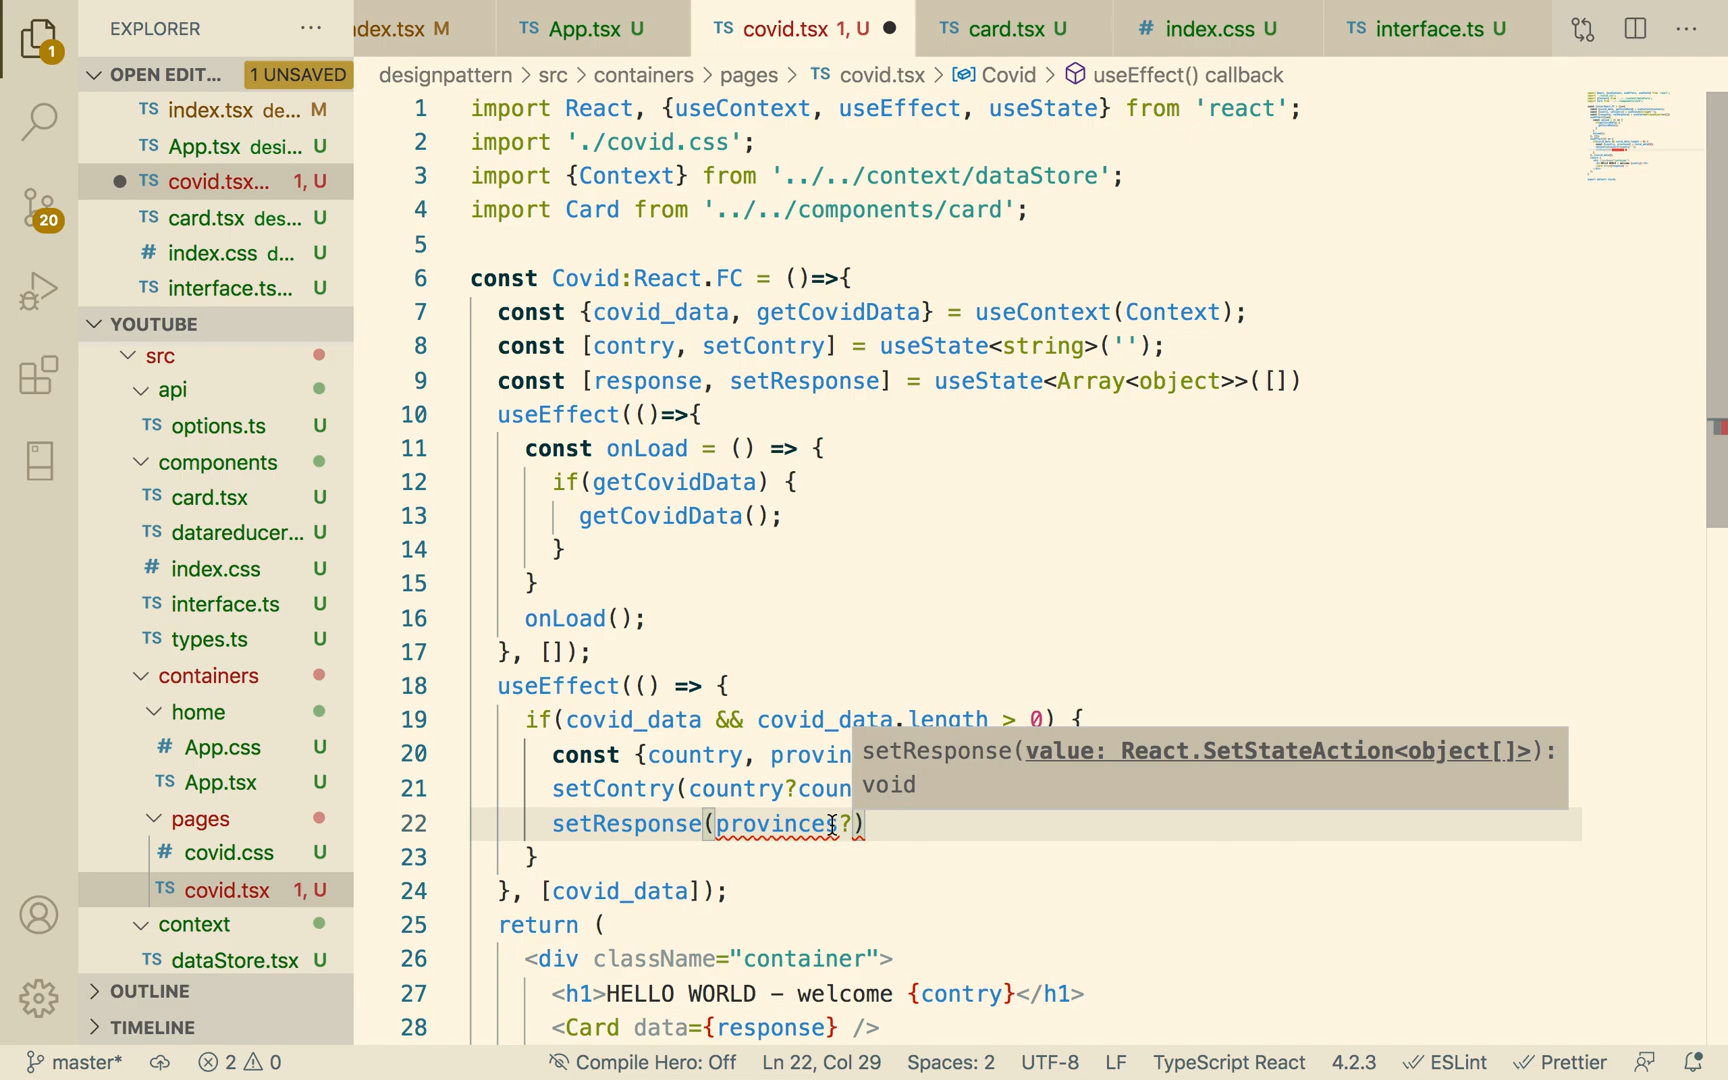 EXPLORER ...
dex.tsx M
TS App.tsx U
TS covid.tsx 1, U
TS card.tsx U
# index.css U
TS interface.ts U
...
OPEN EDIT... 1 UNSAVED
TS index.tsx de... M
TS App.tsx desi... U
TS covid.tsx... 1, U
TS card.tsx des... U
# index.css d... U
TS interface.ts... U
YOUTUBE
src
api
TS options.ts U
components
TS card.tsx U
TS datareducer... U
# index.css U
TS interface.ts U
TS types.ts U
containers
home
# App.css U
TS App.tsx U
pages
# covid.css U
TS covid.tsx 1, U
context
TS dataStore.tsx U
OUTLINE
TIMELINE
1
20
designpattern > src > containers > pages > TS covid.tsx > Covid > useEffect() callback
1 import React, {useContext, useEffect, useState} from 'react';
2 import './covid.css';
3 import {Context} from '../../context/dataStore';
4 import Card from '../../components/card';
5
6 const Covid:React.FC = ()=>{
7 const {covid_data, getCovidData} = useContext(Context);
8 const [contry, setContry] = useState<string>('');
9 const [response, setResponse] = useState<Array<object>>([])
10 useEffect(()=>{
11 const onLoad = () => {
12 if(getCovidData) {
13 getCovidData();
14 }
15 }
16 onLoad();
17 }, []);
18 useEffect(() => {
19 if(covid_data && covid_data.length > 0) {
20 const {country, provin
21 setContry(country?coun
22 setResponse(provinces?)
23 }
24 }, [covid_data]);
25 return (
26 <div className="container">
27 <h1>HELLO WORLD – welcome {contry}</h1>
28 <Card data={response} />
setResponse(value: React.SetStateAction<object[]>):
void
master* 2 0 Compile Hero: Off Ln 22, Col 29 Spaces: 2 UTF-8 LF TypeScript React 4.2.3 ESLint Prettier